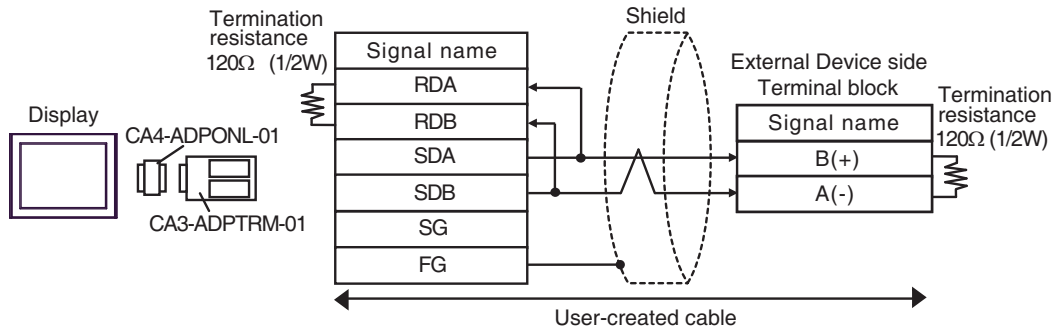 Shield
Termination
resistance
120Ω (1/2W)
Signal name
RDA
RDB
SDA
SDB
SG
FG
Display
CA4-ADPONL-01
CA3-ADPTRM-01
External Device side
Terminal block
Signal name
B(+)
A(-)
Termination
resistance
120Ω (1/2W)
User-created cable